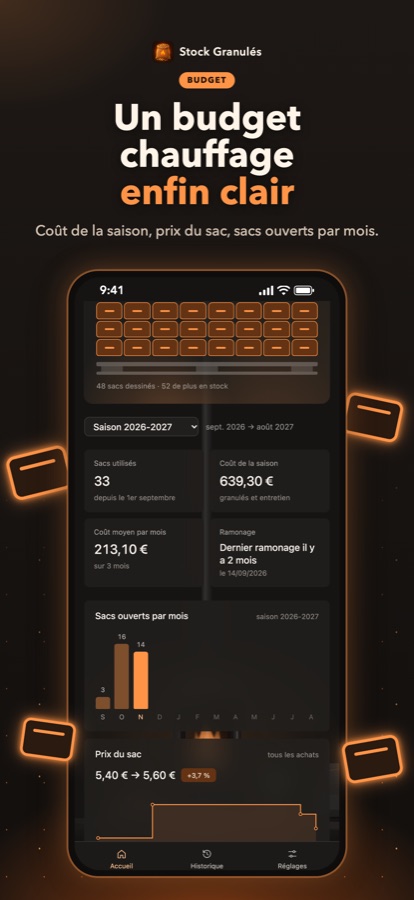 Stock Granulés
BUDGET
Un budget
chauffage
enfin clair
Coût de la saison, prix du sac, sacs ouverts par mois.
9:41
48 sacs dessinés · 52 de plus en stock
Saison 2026-2027
sept. 2026 → août 2027
Sacs utilisés
33
depuis le 1er septembre
Coût de la saison
639,30 €
granulés et entretien
Coût moyen par mois
213,10 €
sur 3 mois
Ramonage
Dernier ramonage il y
a 2 mois
le 14/09/2026
Sacs ouverts par mois
saison 2026-2027
3 16 14
S O N D J F M A M J J A
Prix du sac
tous les achats
5,40 € → 5,60 € +3,7 %
Accueil Historique Réglages